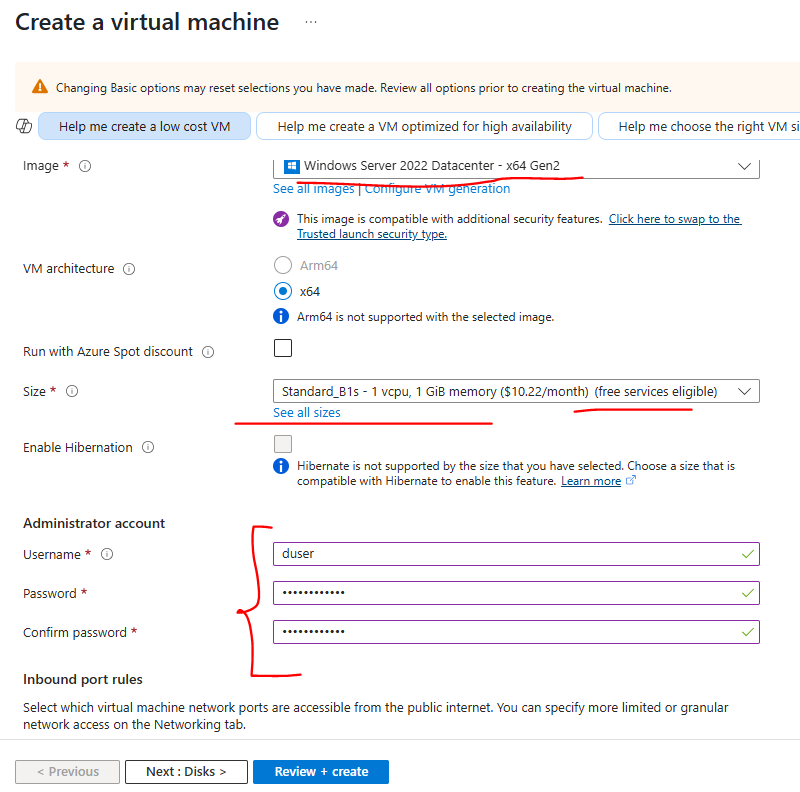 Create a virtual machine ...
Changing Basic options may reset selections you have made. Review all options prior to creating the virtual machine.
Help me create a low cost VM
Help me create a VM optimized for high availability
Help me choose the right VM si
Image *
Windows Server 2022 Datacenter - x64 Gen2
See all images | Configure VM generation
This image is compatible with additional security features. Click here to swap to the
Trusted launch security type.
VM architecture
Arm64
x64
Arm64 is not supported with the selected image.
Run with Azure Spot discount
Size *
Standard_B1s - 1 vcpu, 1 GiB memory ($10.22/month) (free services eligible)
See all sizes
Enable Hibernation
Hibernate is not supported by the size that you have selected. Choose a size that is
compatible with Hibernate to enable this feature. Learn more
Administrator account
Username *
duser
Password *
••••••••••••
Confirm password *
••••••••••••
Inbound port rules
Select which virtual machine network ports are accessible from the public internet. You can specify more limited or granular
network access on the Networking tab.
< Previous
Next : Disks >
Review + create